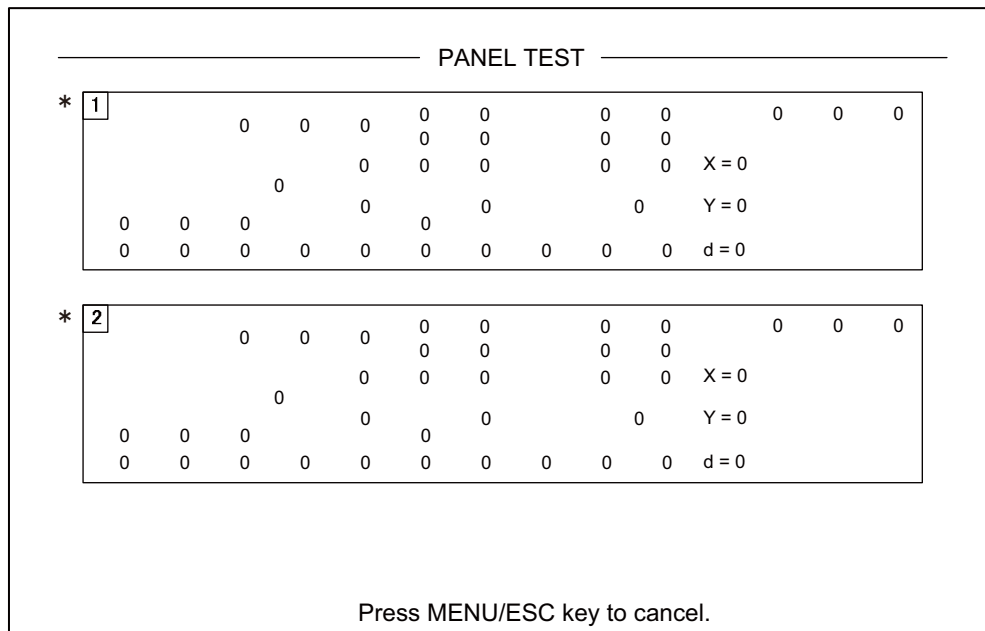 PANEL TEST
* 1
0 0 0 0 0 0 0
0 0 0
0 0 0 0
0 0 0 0 0 X = 0
0
0 0 0 Y = 0
0 0 0 0
0 0 0 0 0 0 0 0 0 0 d = 0
* 2
0 0 0 0 0 0 0
0 0 0
0 0 0 0
0 0 0 0 0 X = 0
0
0 0 0 Y = 0
0 0 0 0
0 0 0 0 0 0 0 0 0 0 d = 0
Press MENU/ESC key to cancel.